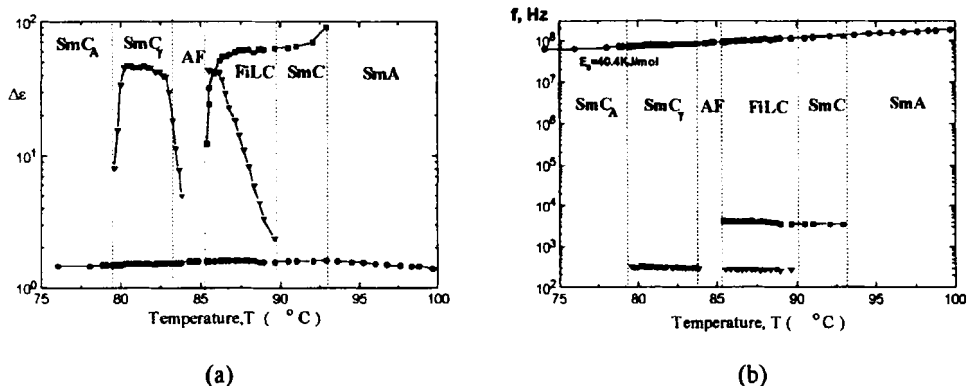 (a)
10²
Δε
10¹
10⁰
SmC_A SmC_γ AF FiLC SmC SmA
75 80 85 90 95 100
Temperature,T ( °C)
(b)
f, Hz
10⁸
10⁷
10⁶
10⁵
10⁴
10³
10²
E_a=40.4KJ/mol
SmC_A SmC_γ AF FiLC SmC SmA
75 80 85 90 95 100
Temperature, T ( °C)
(a) (b)